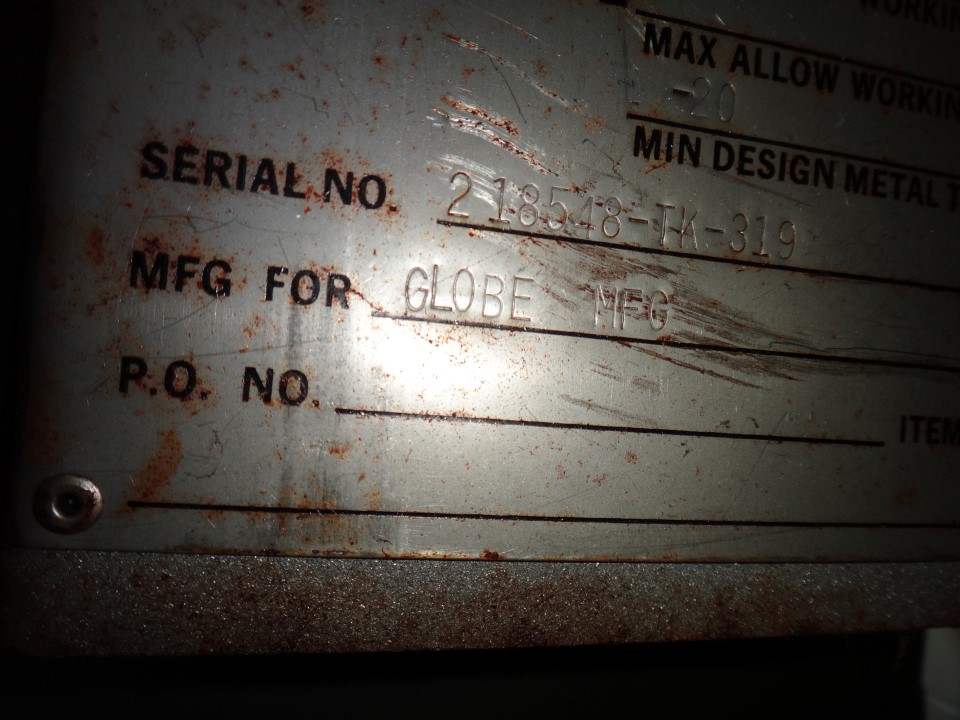 MAX ALLOW WORKIN
-20
MIN DESIGN METAL T
SERIAL NO. 218548-TK-319
MFG FOR GLOBE MFG
P.O. NO.
ITEM